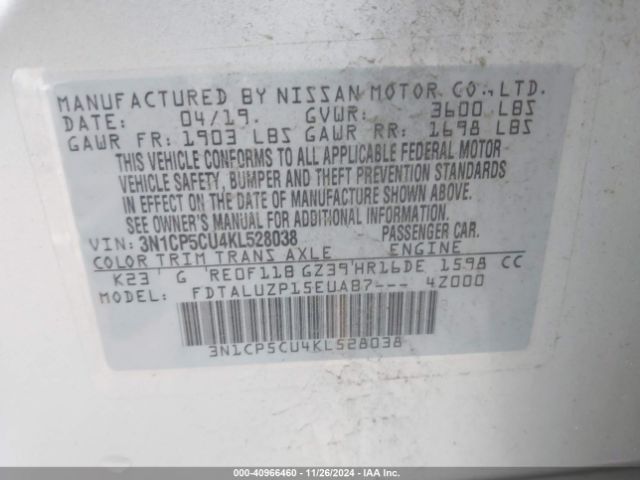 MANUFACTURED BY NISSAN MOTOR CO., LTD.
DATE: 04/19. GVWR: 3600 LBS
GAWR FR: 1903 LBS GAWR RR: 1698 LBS
THIS VEHICLE CONFORMS TO ALL APPLICABLE FEDERAL MOTOR
VEHICLE SAFETY, BUMPER AND THEFT PREVENTION STANDARDS
IN EFFECT ON THE DATE OF MANUFACTURE SHOWN ABOVE.
SEE OWNER'S MANUAL FOR ADDITIONAL INFORMATION.
VIN: 3N1CP5CU4KL528038 PASSENGER CAR
COLOR TRIM TRANS AXLE ENGINE
K23 G RE0F11B GZ39 HR16DE 1598 CC
MODEL: FDTALUZP15EUAB7--- 4Z000
3N1CP5CU4KL528038
000-40966460 - 11/26/2024 - IAA Inc.